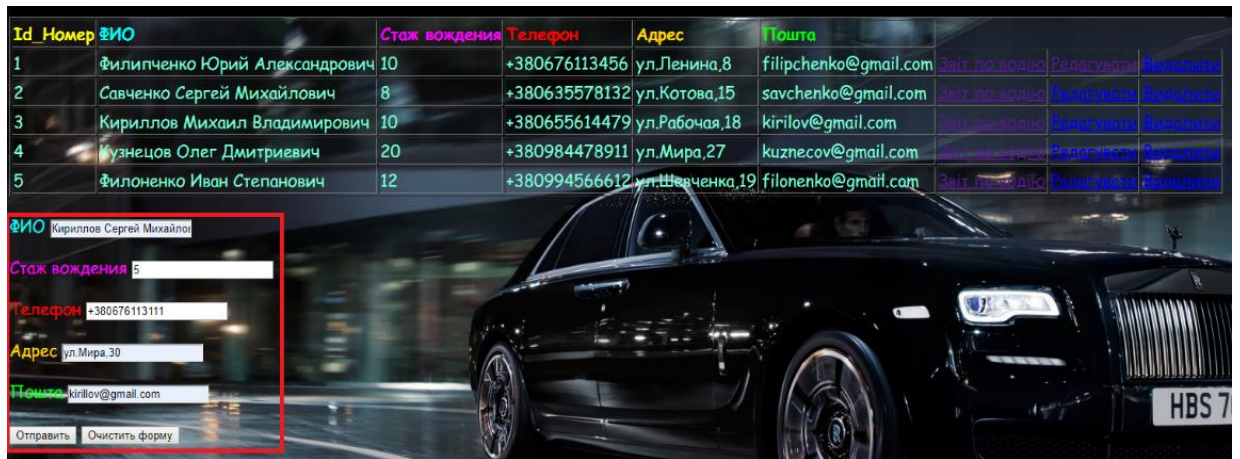 Id_Номер ФИО Стаж вождения Телефон Адрес Пошта
1 Филипченко Юрий Александрович 10 +380676113456 ул.Ленина,8 filipchenko@gmail.com Звіт по водію Редагувати Видалити
2 Савченко Сергей Михайлович 8 +380635578132 ул.Котова,15 savchenko@gmail.com Звіт по водію Редагувати Видалити
3 Кириллов Михаил Владимирович 10 +380655614479 ул.Рабочая,18 kirilov@gmail.com Звіт по водію Редагувати Видалити
4 Кузнецов Олег Дмитриевич 20 +380984478911 ул.Мира,27 kuznecov@gmail.com Звіт по водію Редагувати Видалити
5 Филоненко Иван Степанович 12 +380994566612 ул.Шевченка,19 filonenko@gmail.com Звіт по водію Редагувати Видалити
ФИО Кириллов Сергей Михайлов
Стаж вождения 5
Телефон +380676113111
Адрес ул.Мира,30
Пошта kirillov@gmail.com
Отправить Очистить форму
HBS 7